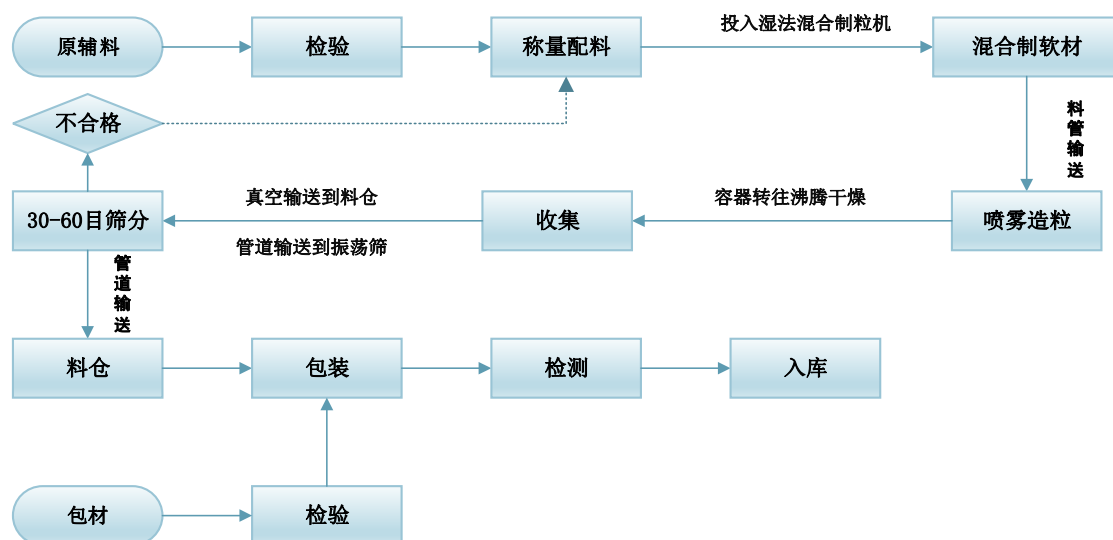 原辅料
检验
称量配料
投入湿法混合制粒机
混合制软材
不合格
料管输送
30-60目筛分
真空输送到料仓
管道输送到振荡筛
收集
容器转往沸腾干燥
喷雾造粒
管道输送
料仓
包装
检测
入库
包材
检验